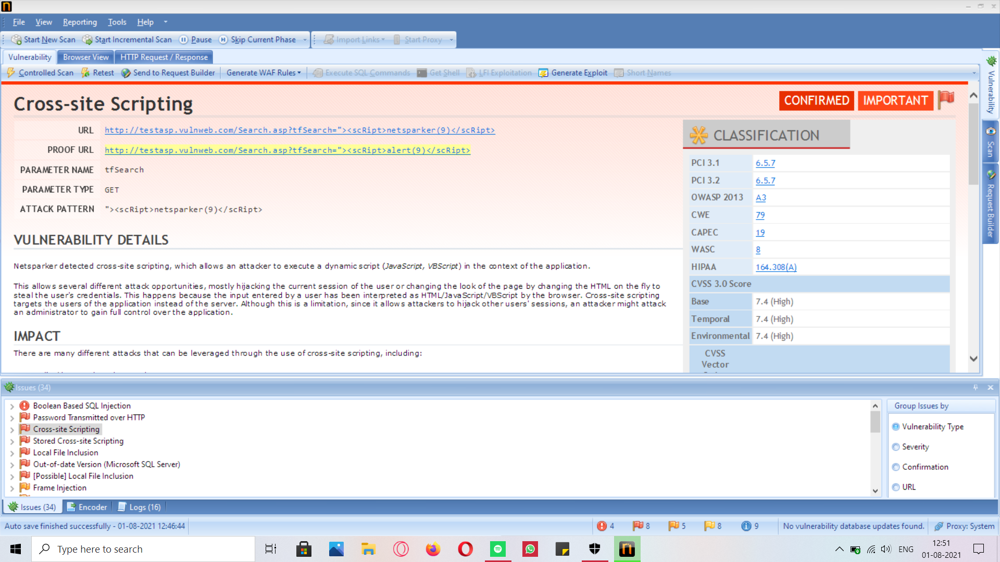 File View Reporting Tools Help
Start New Scan Start Incremental Scan Pause Skip Current Phase Import Links Start Proxy
Vulnerability Browser View HTTP Request / Response
Controlled Scan Retest Send to Request Builder Generate WAF Rules Execute SQL Commands Get Shell LFI Exploitation Generate Exploit Short Names
Cross-site Scripting
CONFIRMED IMPORTANT
URL http://testasp.vulnweb.com/Search.asp?tfSearch="><scRipt>netsparker(9)</scRipt>
PROOF URL http://testasp.vulnweb.com/Search.asp?tfSearch="><scRipt>alert(9)</scRipt>
PARAMETER NAME tfSearch
PARAMETER TYPE GET
ATTACK PATTERN "><scRipt>netsparker(9)</scRipt>
VULNERABILITY DETAILS
Netsparker detected cross-site scripting, which allows an attacker to execute a dynamic script (JavaScript, VBScript) in the context of the application.
This allows several different attack opportunities, mostly hijacking the current session of the user or changing the look of the page by changing the HTML on the fly to
steal the user's credentials. This happens because the input entered by a user has been interpreted as HTML/JavaScript/VBScript by the browser. Cross-site scripting
targets the users of the application instead of the server. Although this is a limitation, since it allows attackers to hijack other users' sessions, an attacker might attack
an administrator to gain full control over the application.
IMPACT
There are many different attacks that can be leveraged through the use of cross-site scripting, including:
CLASSIFICATION
PCI 3.1 6.5.7
PCI 3.2 6.5.7
OWASP 2013 A3
CWE 79
CAPEC 19
WASC 8
HIPAA 164.308(A)
CVSS 3.0 Score
Base 7.4 (High)
Temporal 7.4 (High)
Environmental 7.4 (High)
CVSS
Vector
Vulnerability
Scan
Request Builder
Issues (34)
Boolean Based SQL Injection
Password Transmitted over HTTP
Cross-site Scripting
Stored Cross-site Scripting
Local File Inclusion
Out-of-date Version (Microsoft SQL Server)
[Possible] Local File Inclusion
Frame Injection
Group Issues by
Vulnerability Type
Severity
Confirmation
URL
Issues (34) Encoder Logs (16)
Auto save finished successfully - 01-08-2021 12:46:44
4 8 5 8 9
No vulnerability database updates found. Proxy: System
Type here to search
ENG
12:51
01-08-2021